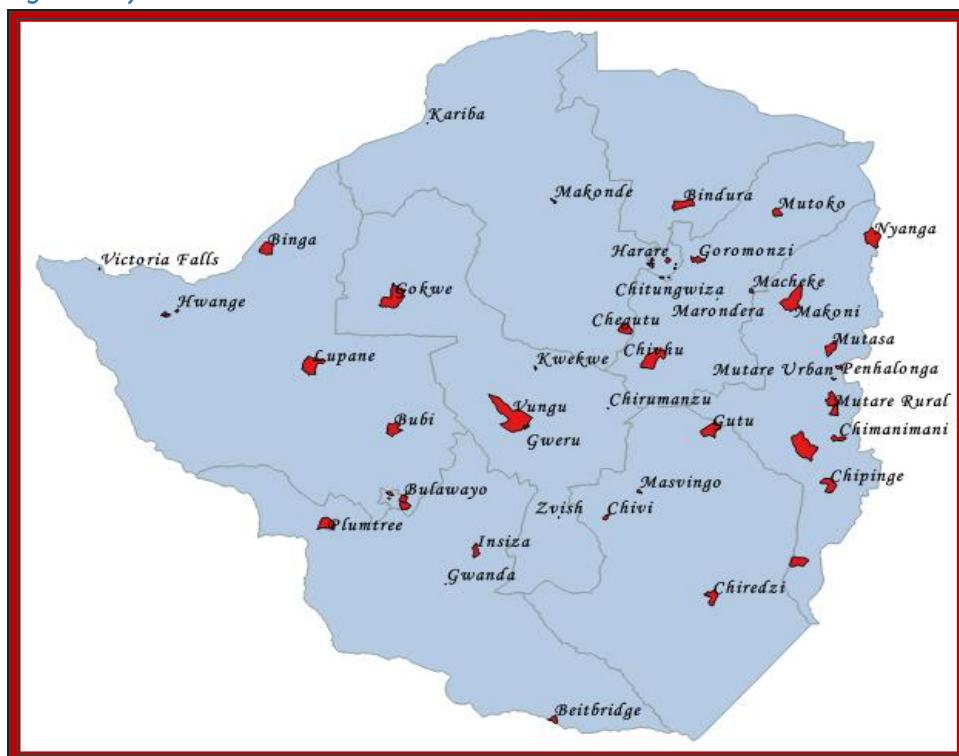 Kariba
Makonde
Bindura
Mutoko
Nyanga
Binga
Harare
Goromonzi
Victoria Falls
Chitungwiza
Macheke
Gokwe
Hwange
Marondera
Makoni
Chegutu
Mutasa
Chivhu
Lupane
Kwekwe
Mutare Urban
Penhalonga
Vungu
Chirumanzu
Mutare Rural
Bubi
Gweru
Gutu
Chimanimani
Chipinge
Masvingo
Bulawayo
Zvish
Chivi
Plumtree
Insiza
Gwanda
Chiredzi
Beitbridge